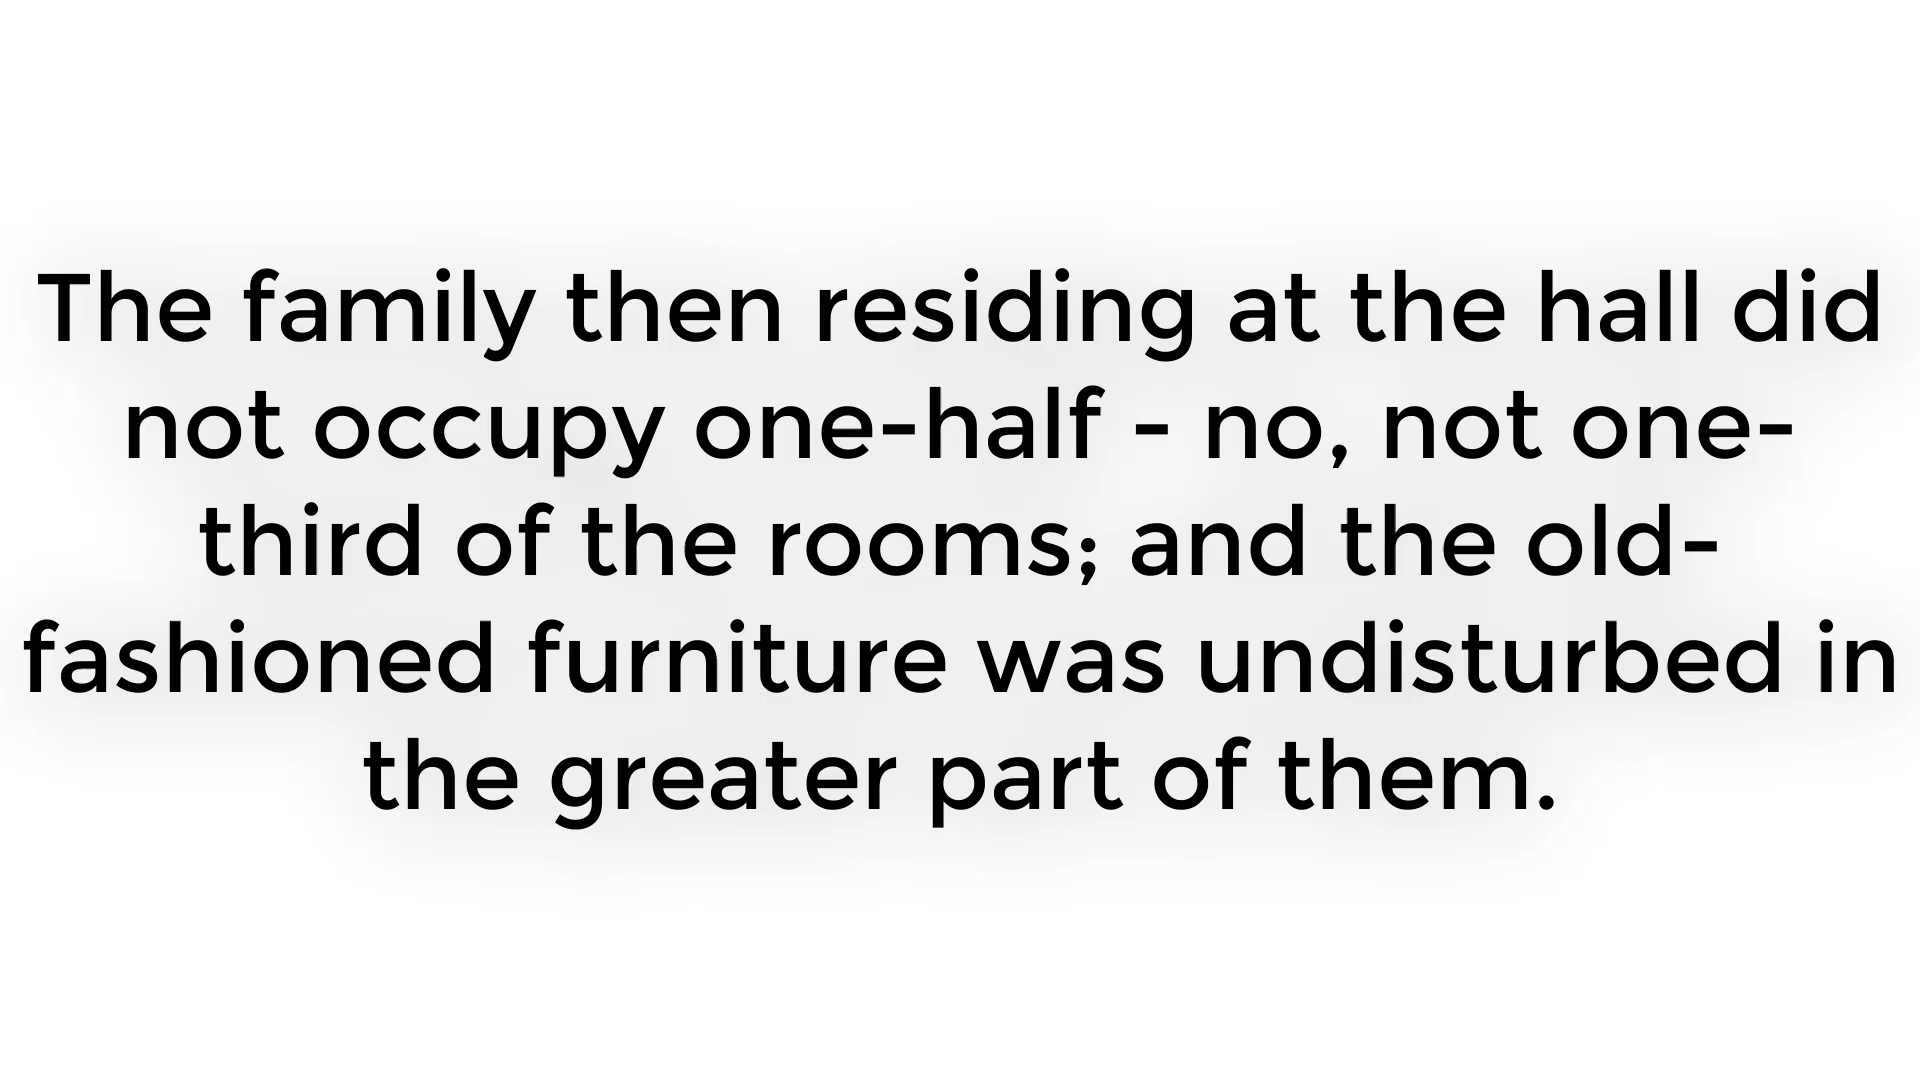 The family then residing at the hall did
not occupy one-half - no, not one-
third of the rooms; and the old-
fashioned furniture was undisturbed in
the greater part of them.